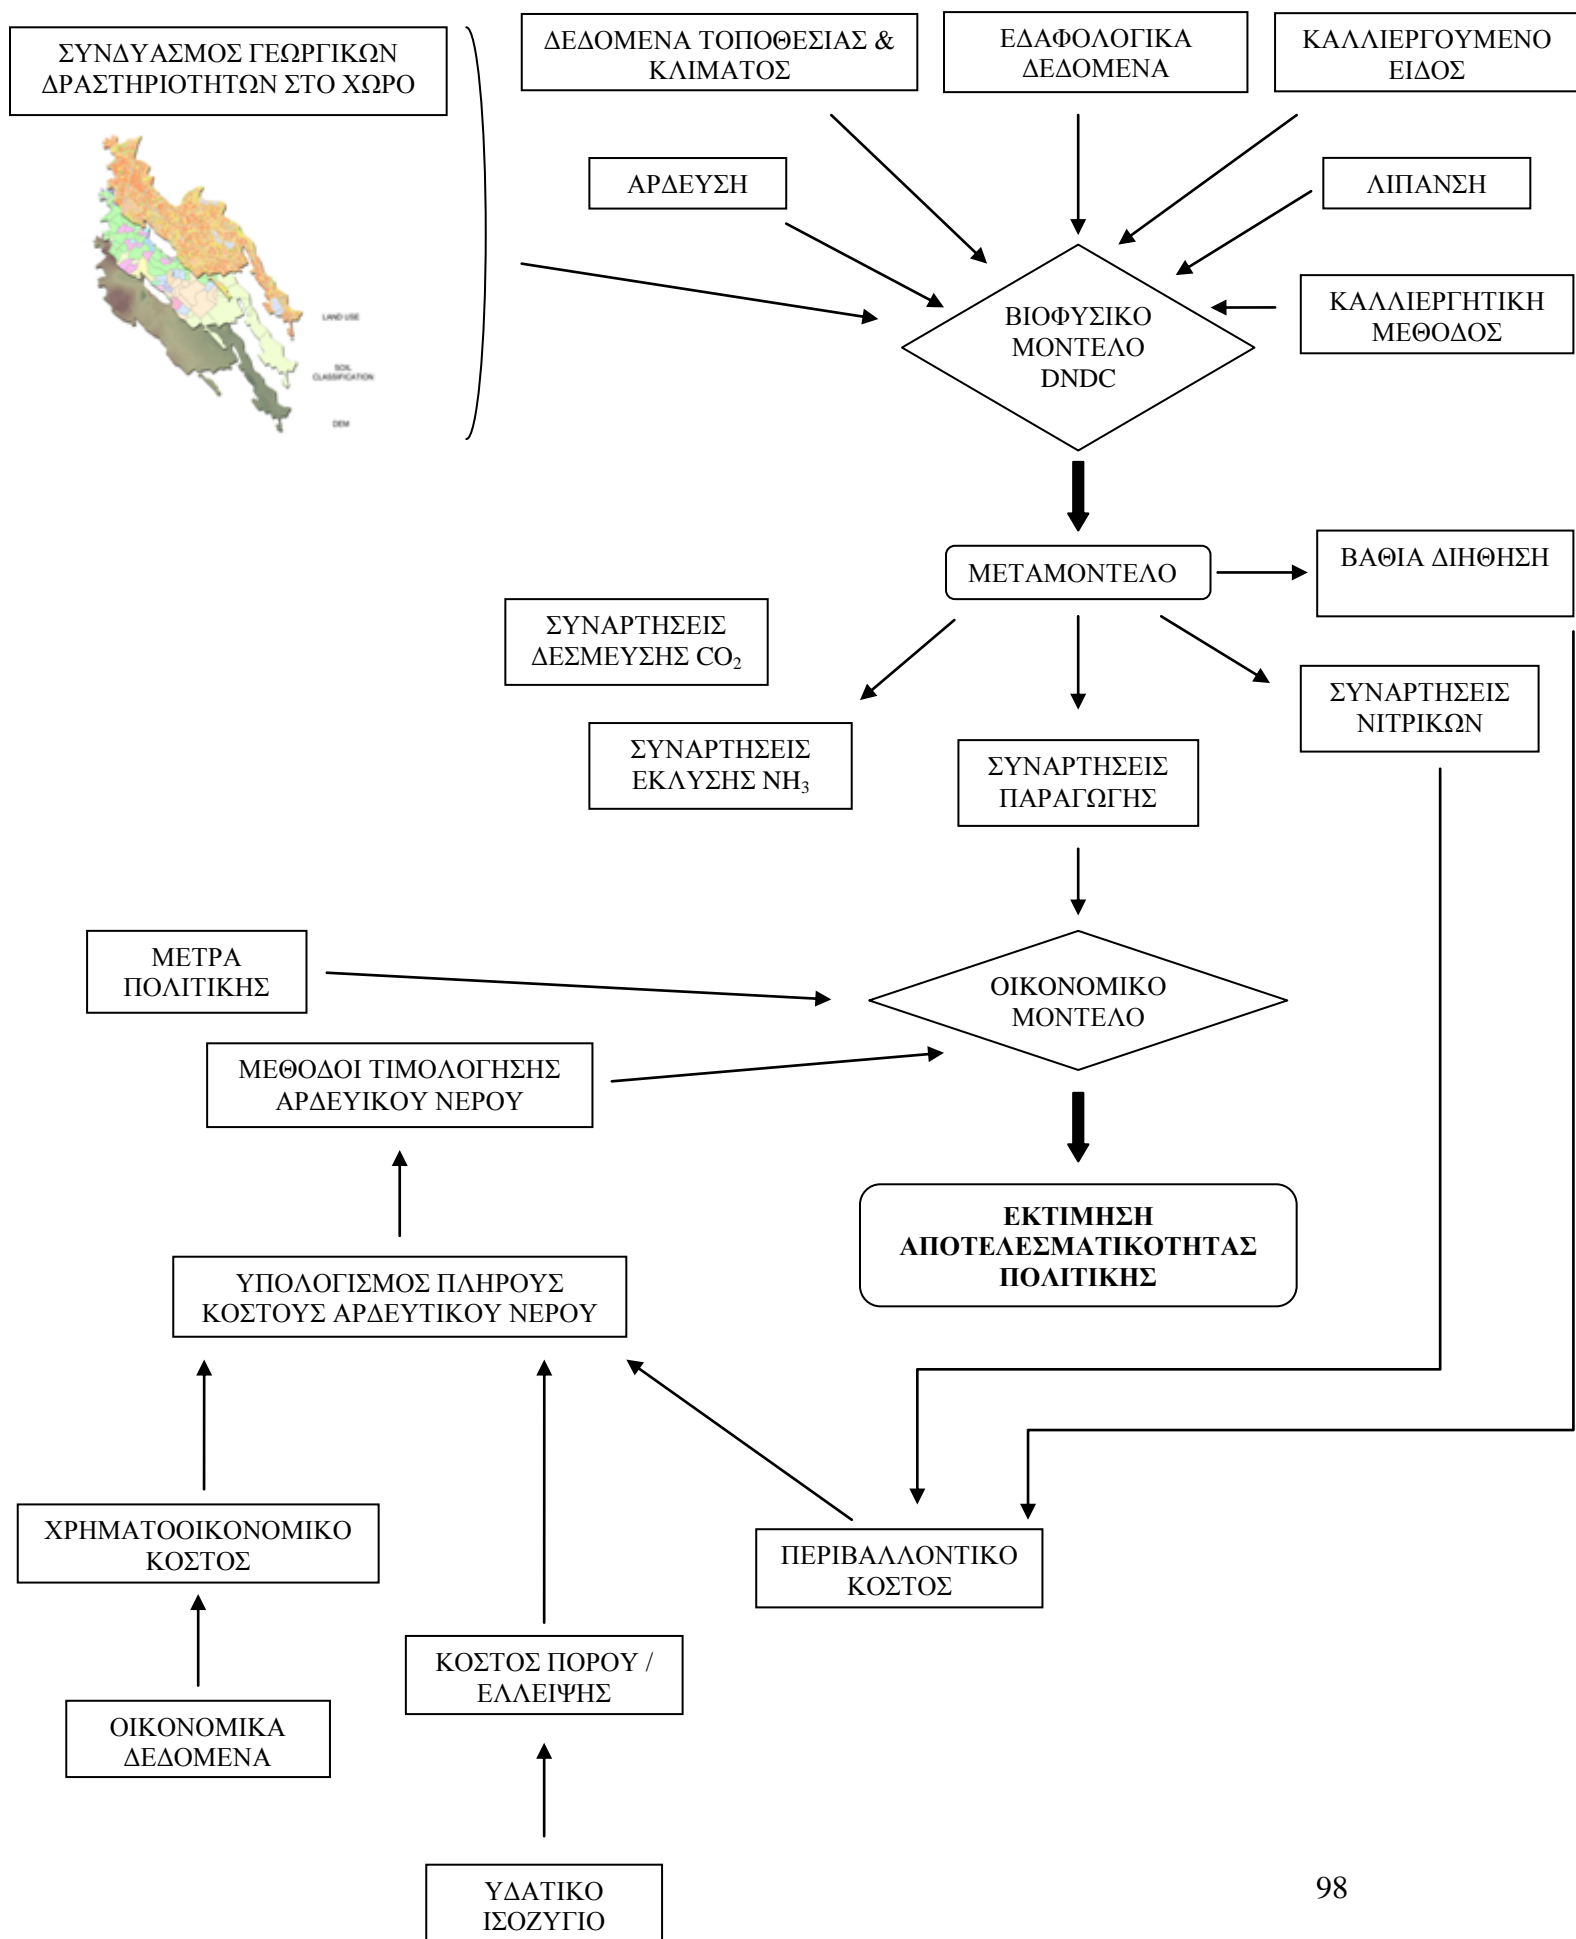 ΣΥΝΔΥΑΣΜΟΣ ΓΕΩΡΓΙΚΩΝ
ΔΡΑΣΤΗΡΙΟΤΗΤΩΝ ΣΤΟ ΧΩΡΟ
LAND USE
SOIL
CLASSIFICATION
DEM
ΔΕΔΟΜΕΝΑ ΤΟΠΟΘΕΣΙΑΣ &
ΚΛΙΜΑΤΟΣ
ΕΔΑΦΟΛΟΓΙΚΑ
ΔΕΔΟΜΕΝΑ
ΚΑΛΛΙΕΡΓΟΥΜΕΝΟ
ΕΙΔΟΣ
ΑΡΔΕΥΣΗ
ΛΙΠΑΝΣΗ
ΒΙΟΦΥΣΙΚΟ
ΜΟΝΤΕΛΟ
DNDC
ΚΑΛΛΙΕΡΓΗΤΙΚΗ
ΜΕΘΟΔΟΣ
ΜΕΤΑΜΟΝΤΕΛΟ
ΒΑΘΙΑ ΔΙΗΘΗΣΗ
ΣΥΝΑΡΤΗΣΕΙΣ
ΔΕΣΜΕΥΣΗΣ CO₂
ΣΥΝΑΡΤΗΣΕΙΣ
ΝΙΤΡΙΚΩΝ
ΣΥΝΑΡΤΗΣΕΙΣ
ΕΚΛΥΣΗΣ NH₃
ΣΥΝΑΡΤΗΣΕΙΣ
ΠΑΡΑΓΩΓΗΣ
ΜΕΤΡΑ
ΠΟΛΙΤΙΚΗΣ
ΟΙΚΟΝΟΜΙΚΟ
ΜΟΝΤΕΛΟ
ΜΕΘΟΔΟΙ ΤΙΜΟΛΟΓΗΣΗΣ
ΑΡΔΕΥΙΚΟΥ ΝΕΡΟΥ
ΕΚΤΙΜΗΣΗ
ΑΠΟΤΕΛΕΣΜΑΤΙΚΟΤΗΤΑΣ
ΠΟΛΙΤΙΚΗΣ
ΥΠΟΛΟΓΙΣΜΟΣ ΠΛΗΡΟΥΣ
ΚΟΣΤΟΥΣ ΑΡΔΕΥΤΙΚΟΥ ΝΕΡΟΥ
ΧΡΗΜΑΤΟΟΙΚΟΝΟΜΙΚΟ
ΚΟΣΤΟΣ
ΠΕΡΙΒΑΛΛΟΝΤΙΚΟ
ΚΟΣΤΟΣ
ΚΟΣΤΟΣ ΠΟΡΟΥ /
ΕΛΛΕΙΨΗΣ
ΟΙΚΟΝΟΜΙΚΑ
ΔΕΔΟΜΕΝΑ
ΥΔΑΤΙΚΟ
ΙΣΟΖΥΓΙΟ
98